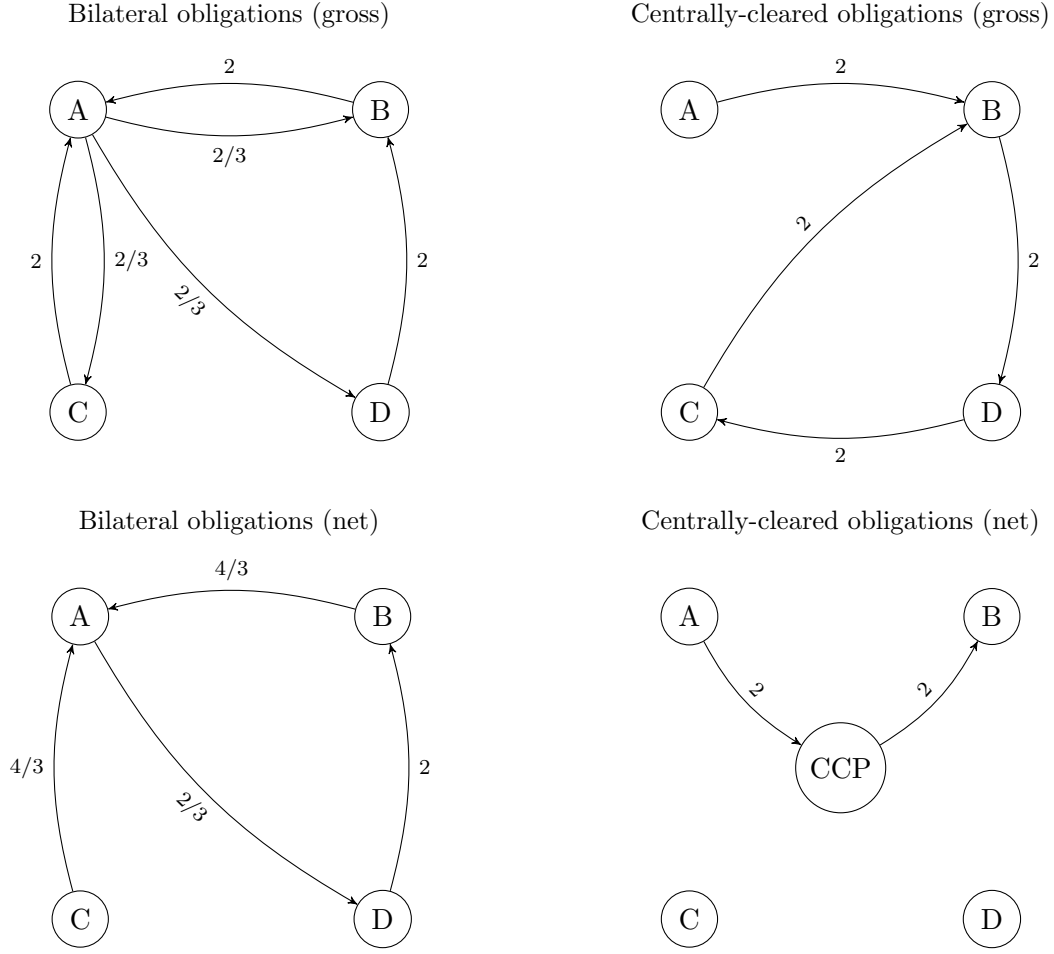 Bilateral obligations (gross)
Centrally-cleared obligations (gross)
2
A
B
2/3
2
2/3
2/3
2
C
D
2
A
B
2
2
C
D
2
Bilateral obligations (net)
Centrally-cleared obligations (net)
4/3
A
B
4/3
2/3
2
C
D
A
B
2
2
CCP
C
D